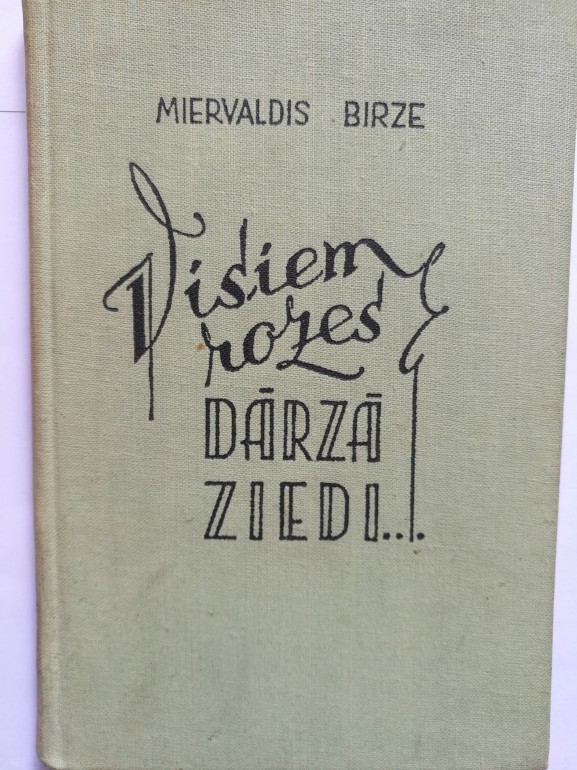 MIERVALDIS BIRZE
Visiem
rozes
DĀRZĀ
ZIEDI...